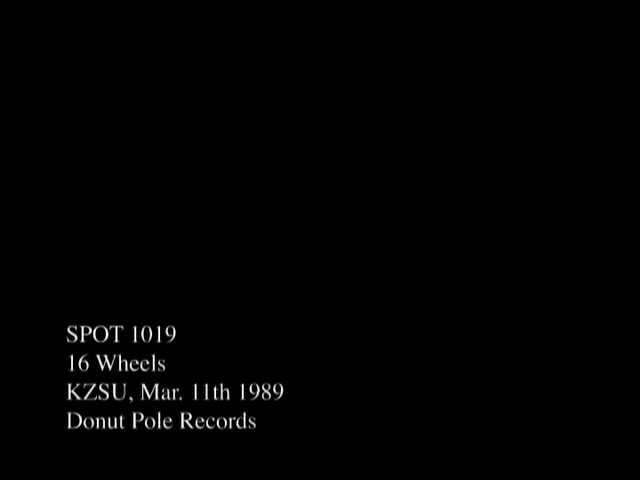 SPOT 1019
16 Wheels
KZSU, Mar. 11th 1989
Donut Pole Records